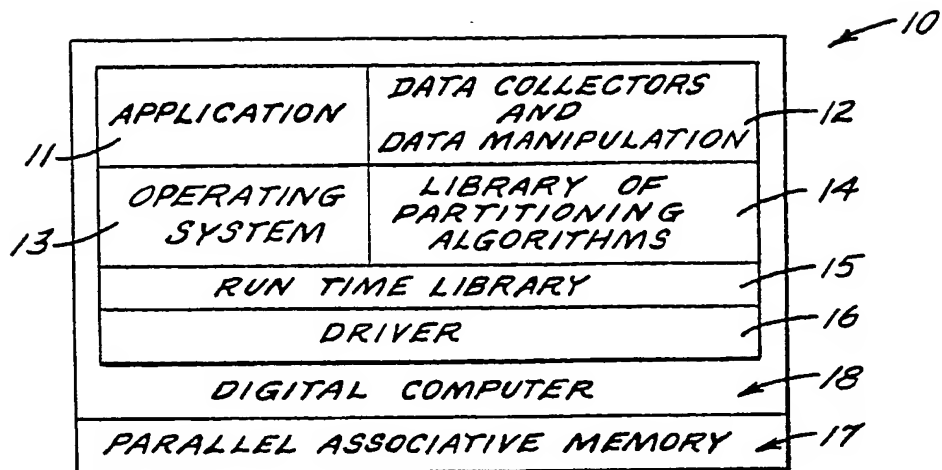 10
APPLICATION
11
DATA COLLECTORS
AND
DATA MANIPULATION
12
OPERATING
SYSTEM
13
LIBRARY OF
PARTITIONING
ALGORITHMS
14
RUN TIME LIBRARY
15
DRIVER
16
DIGITAL COMPUTER
18
PARALLEL ASSOCIATIVE MEMORY
17